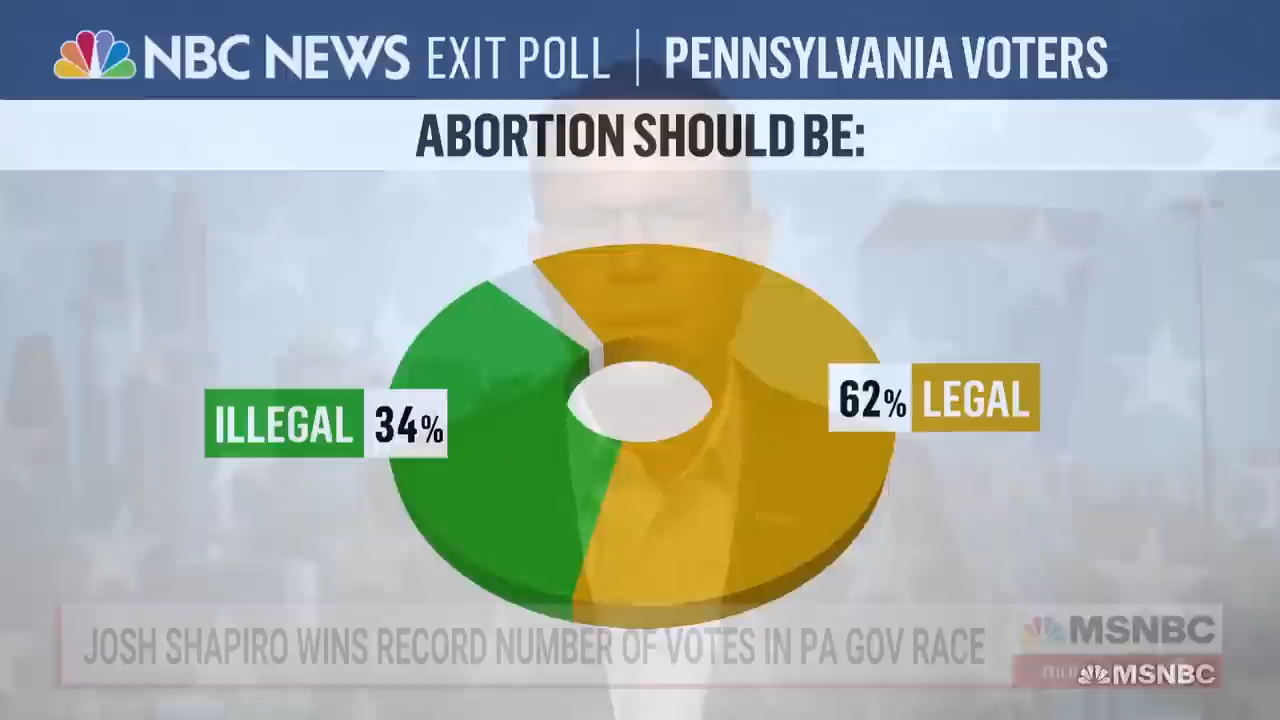 NBC NEWS EXIT POLL | PENNSYLVANIA VOTERS
ABORTION SHOULD BE:
62% LEGAL
ILLEGAL 34%
JOSH SHAPIRO WINS RECORD NUMBER OF VOTES IN PA GOV RACE
MSNBC
MSNBC